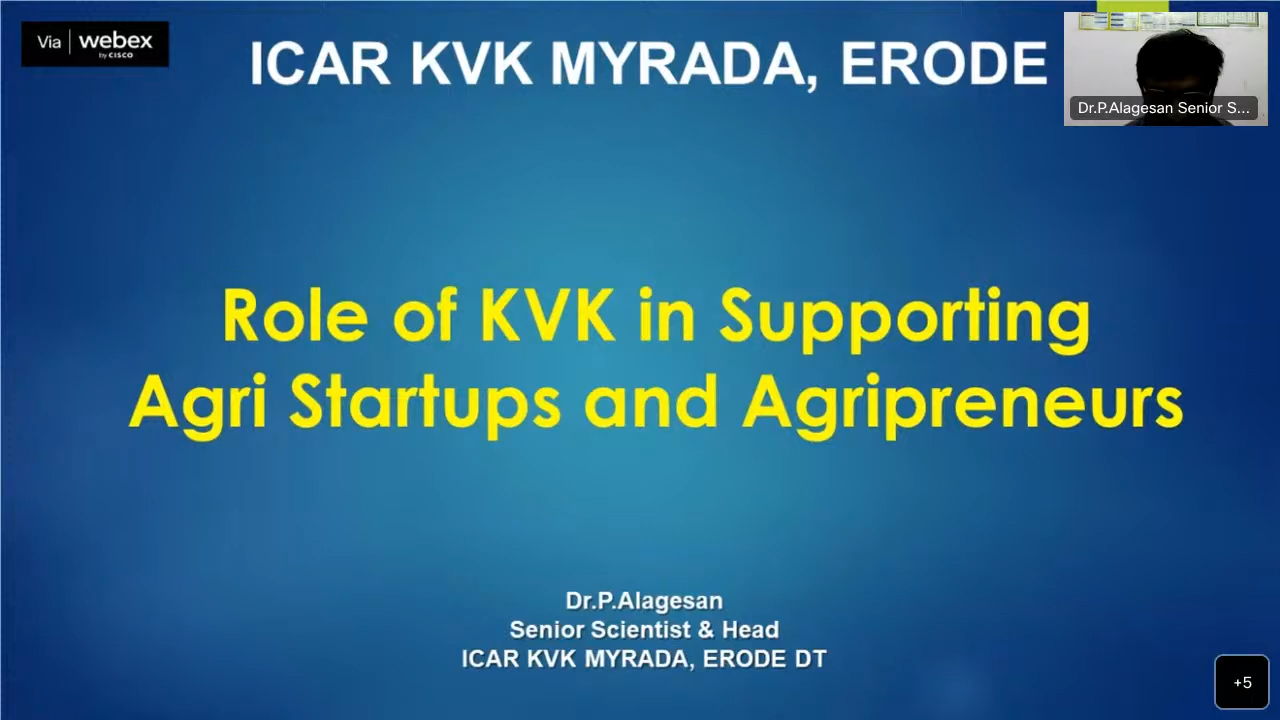 Via webex
by CISCO
ICAR KVK MYRADA, ERODE
Dr.P.Alagesan Senior S...
Role of KVK in Supporting
Agri Startups and Agripreneurs
Dr.P.Alagesan
Senior Scientist & Head
ICAR KVK MYRADA, ERODE DT
+5